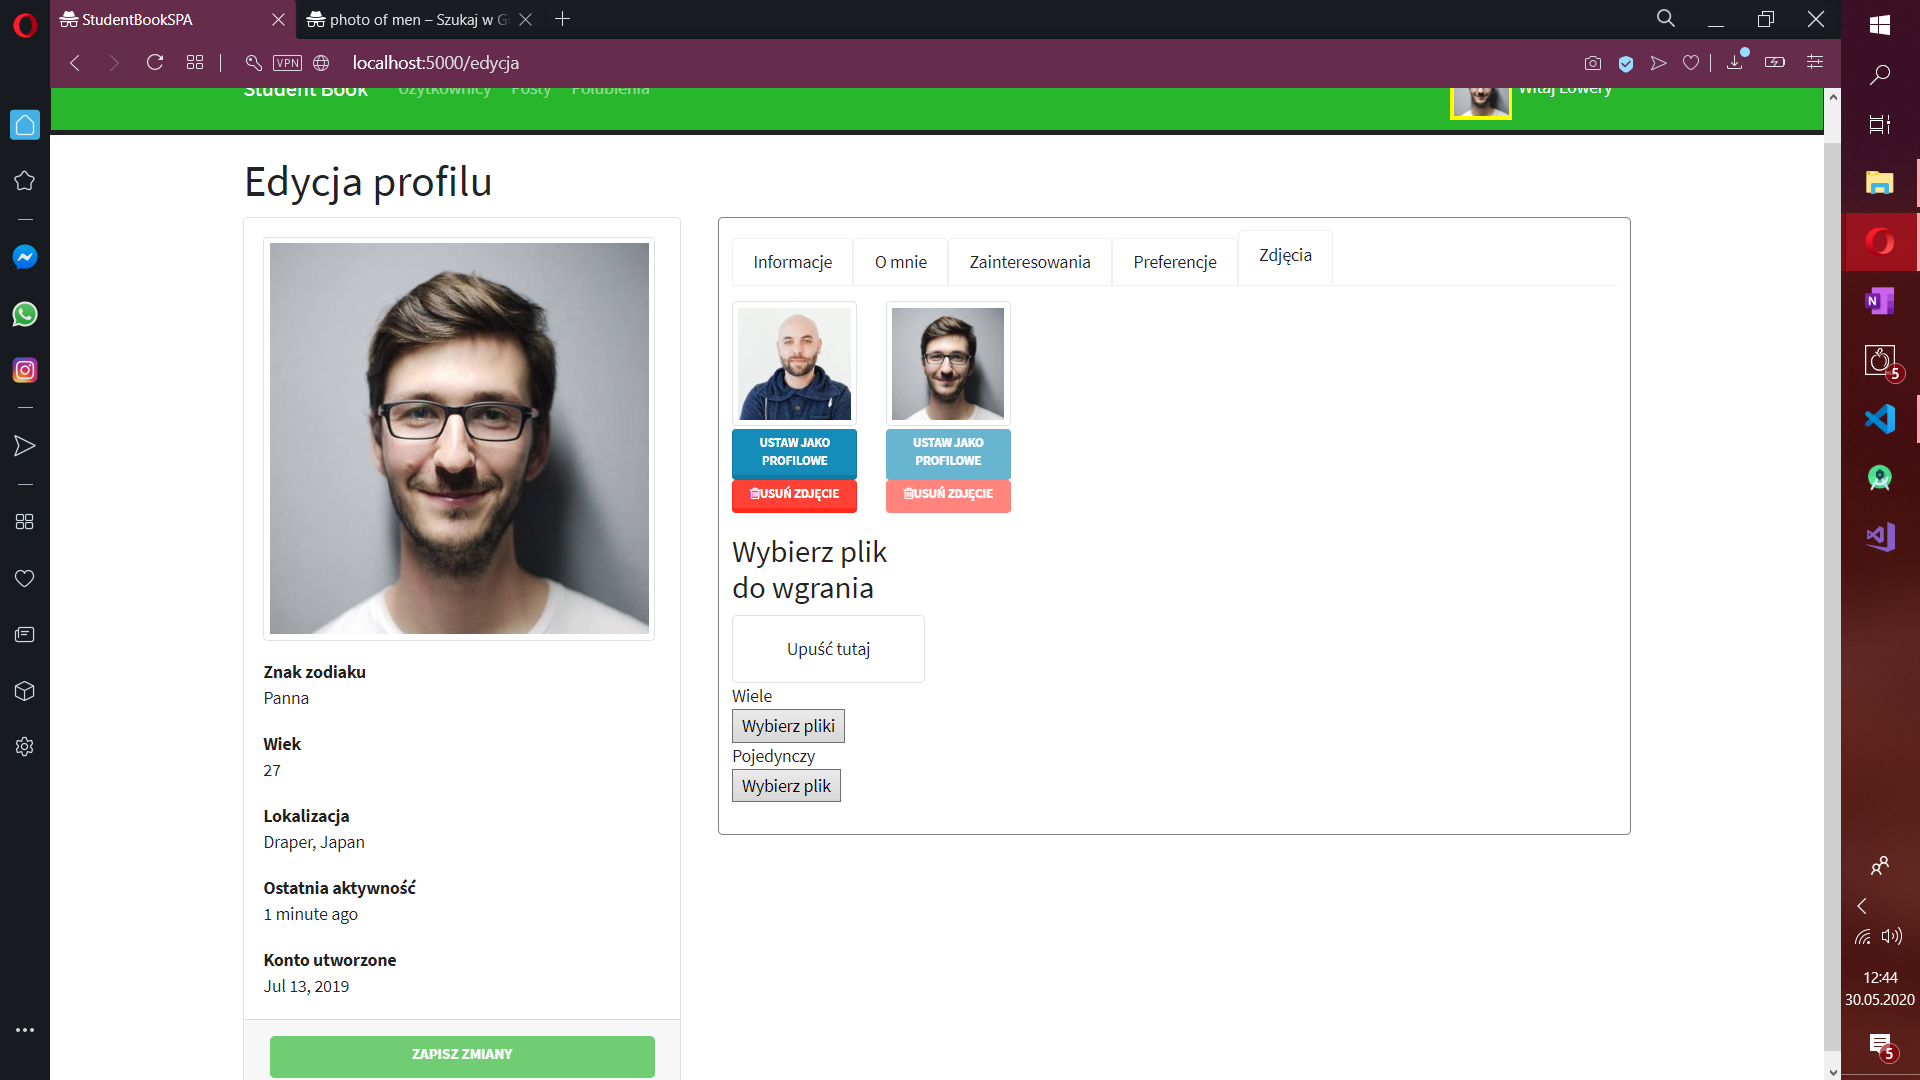 StudentBookSPA
photo of men – Szukaj w G
VPN
localhost:5000/edycja
Student Book
Użytkownicy
Posty
Polubienia
Witaj Lowery
Edycja profilu
Znak zodiaku
Panna
Wiek
27
Lokalizacja
Draper, Japan
Ostatnia aktywność
1 minute ago
Konto utworzone
Jul 13, 2019
ZAPISZ ZMIANY
Informacje
O mnie
Zainteresowania
Preferencje
Zdjęcia
USTAW JAKO
PROFILOWE
USUŃ ZDJĘCIE
USTAW JAKO
PROFILOWE
USUŃ ZDJĘCIE
Wybierz plik
do wgrania
Upuść tutaj
Wiele
Wybierz pliki
Pojedynczy
Wybierz plik
N
5
12:44
30.05.2020
5